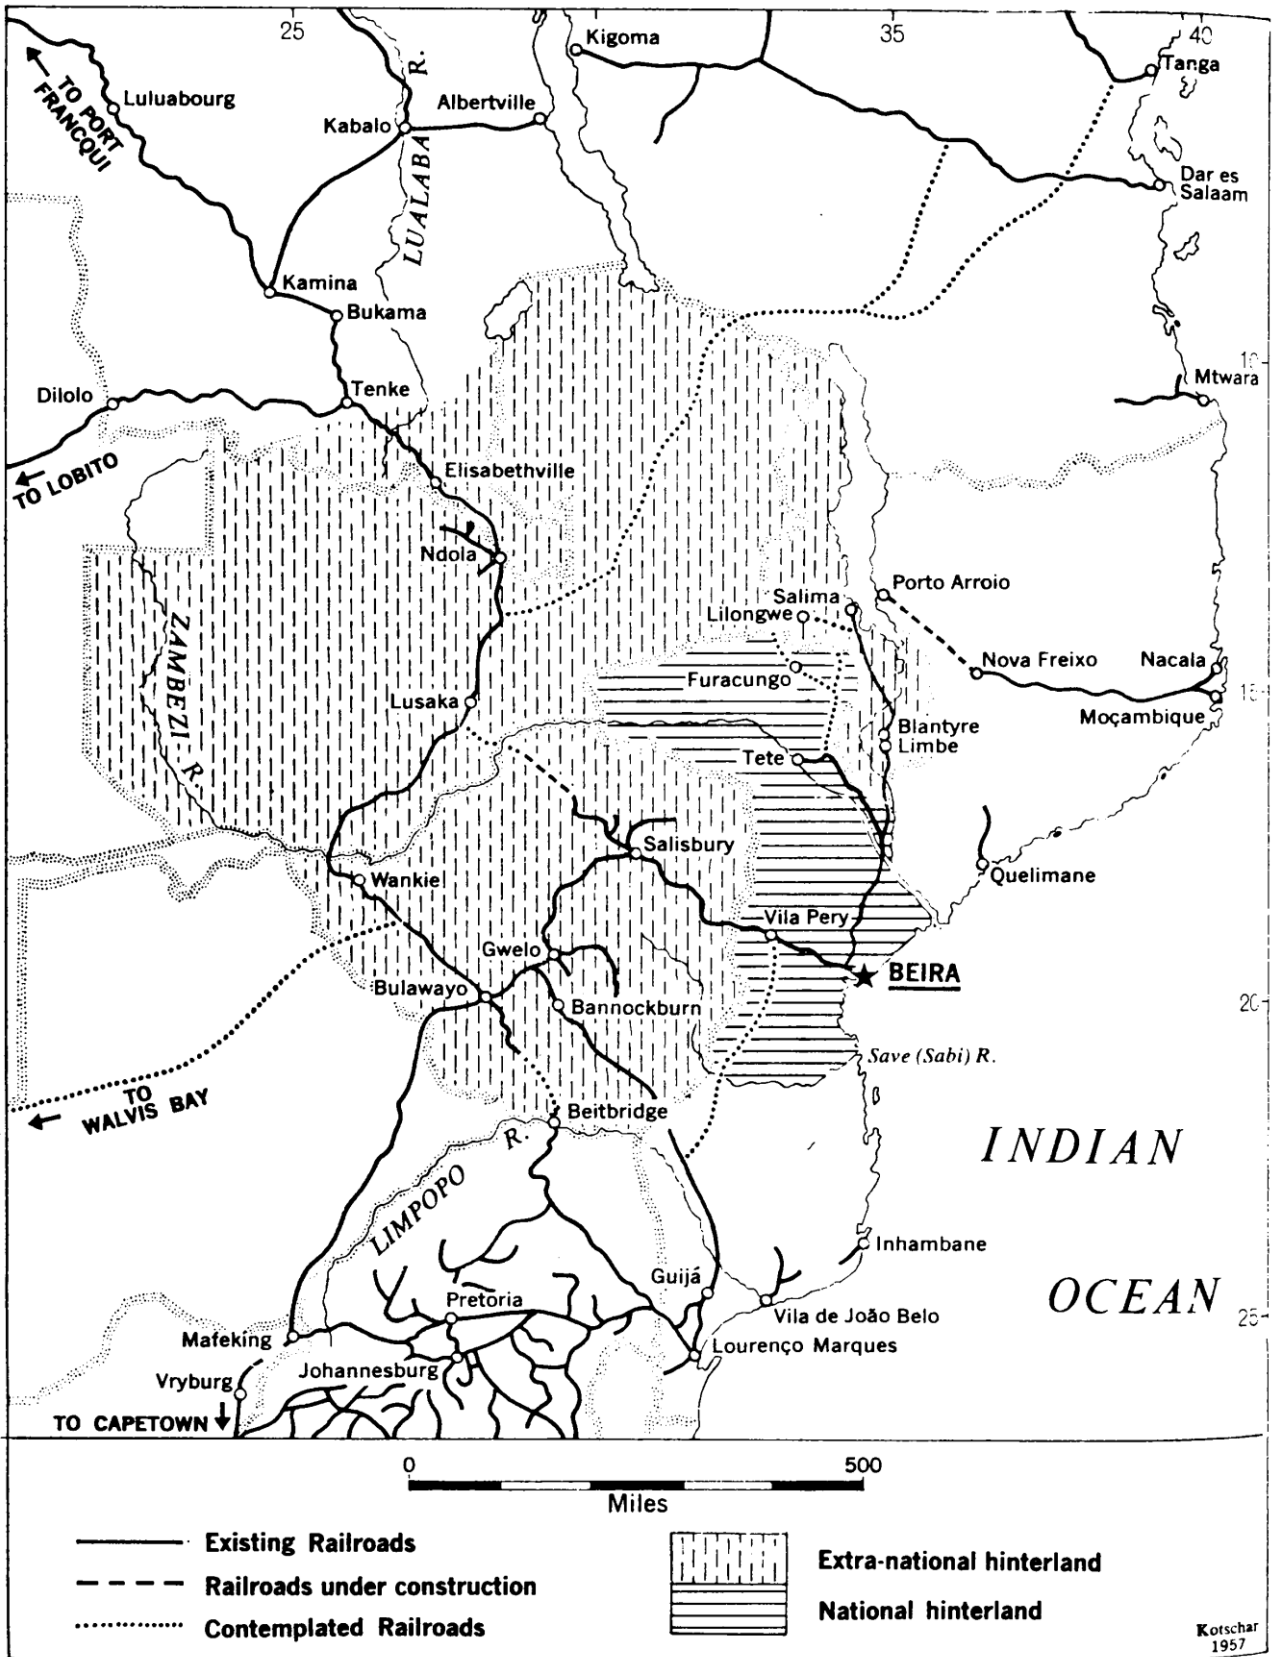 25
35
40
Kigoma
Tanga
TO PORT
FRANCQUI
Luluabourg
Albertville
Kabalo
LUALABA R.
Dar es
Salaam
Kamina
Bukama
10
Dilolo
Tenke
Mtwara
TO LOBITO
Elisabethville
Ndola
Porto Arroio
Salima
Lilongwe
ZAMBEZI R.
Nova Freixo
Nacala
Furacungo
15
Lusaka
Moçambique
Blantyre
Limbe
Tete
Salisbury
Wankie
Quelimane
Vila Pery
Gwelo
BEIRA
Bulawayo
Bannockburn
20
Save (Sabi) R.
TO
WALVIS BAY
Beitbridge
INDIAN
LIMPOPO R.
Inhambane
Guijá
OCEAN
Pretoria
Vila de João Belo
25
Mafeking
Lourenço Marques
Johannesburg
Vryburg
TO CAPETOWN
0
500
Miles
Existing Railroads
Railroads under construction
Contemplated Railroads
Extra-national hinterland
National hinterland
Kotschar
1957